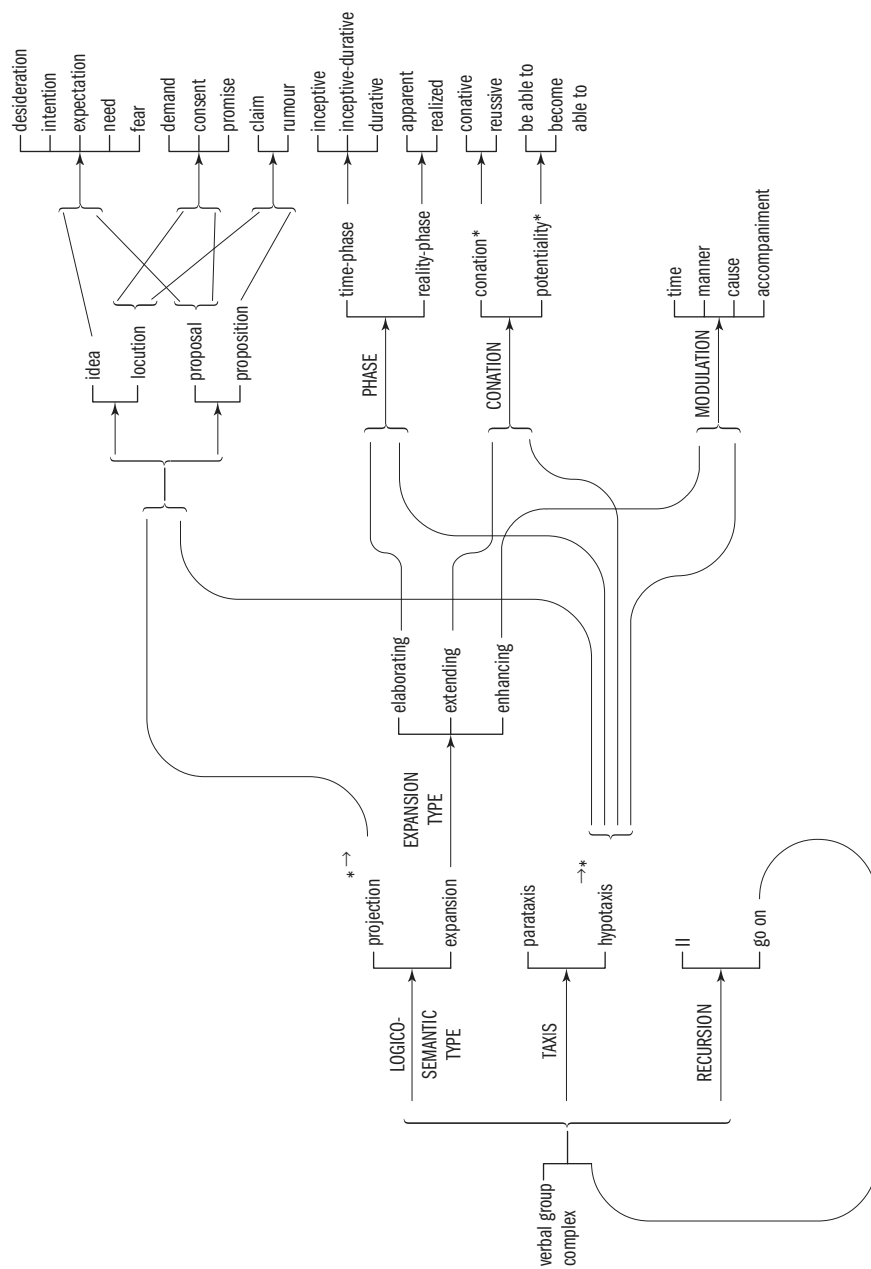 verbal group
complex
LOGICO-
SEMANTIC
TYPE
projection
* →
expansion
TAXIS
parataxis
hypotaxis
→*
RECURSION
||
go on
EXPANSION
TYPE
elaborating
extending
enhancing
idea
locution
proposal
proposition
desideration
intention
expectation
need
fear
demand
consent
promise
claim
rumour
PHASE
time-phase
reality-phase
inceptive
inceptive-durative
durative
apparent
realized
CONATION
conation*
potentiality*
conative
reussive
be able to
become
able to
MODULATION
time
manner
cause
accompaniment